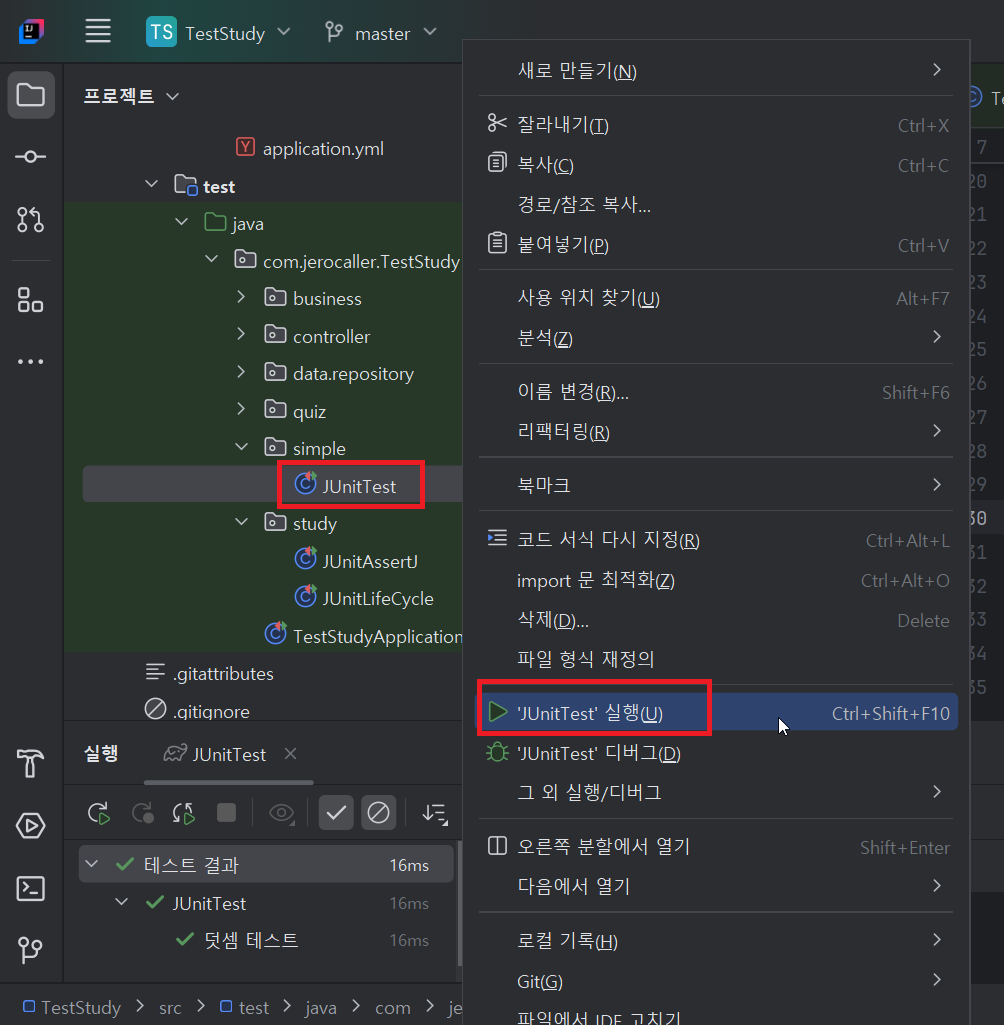 TS TestStudy master
프로젝트
application.yml
test
java
com.jerocaller.TestStudy
business
controller
data.repository
quiz
simple
JUnitTest
study
JUnitAssertJ
JUnitLifeCycle
TestStudyApplication
.gitattributes
.gitignore
새로 만들기(N)
잘라내기(T) Ctrl+X
복사(C) Ctrl+C
경로/참조 복사...
붙여넣기(P) Ctrl+V
사용 위치 찾기(U) Alt+F7
분석(Z)
이름 변경(R)... Shift+F6
리팩터링(R)
북마크
코드 서식 다시 지정(R) Ctrl+Alt+L
import 문 최적화(Z) Ctrl+Alt+O
삭제(D)... Delete
파일 형식 재정의
'JUnitTest' 실행(U) Ctrl+Shift+F10
'JUnitTest' 디버그(D)
그 외 실행/디버그
오른쪽 분할에서 열기 Shift+Enter
다음에서 열기
로컬 기록(H)
Git(G)
파일에서 IDE 고치기
7
20
21
22
23
24
25
26
27
28
29
30
31
32
33
34
35
실행 JUnitTest
테스트 결과 16ms
JUnitTest 16ms
덧셈 테스트 16ms
TestStudy > src > test > java > com > je